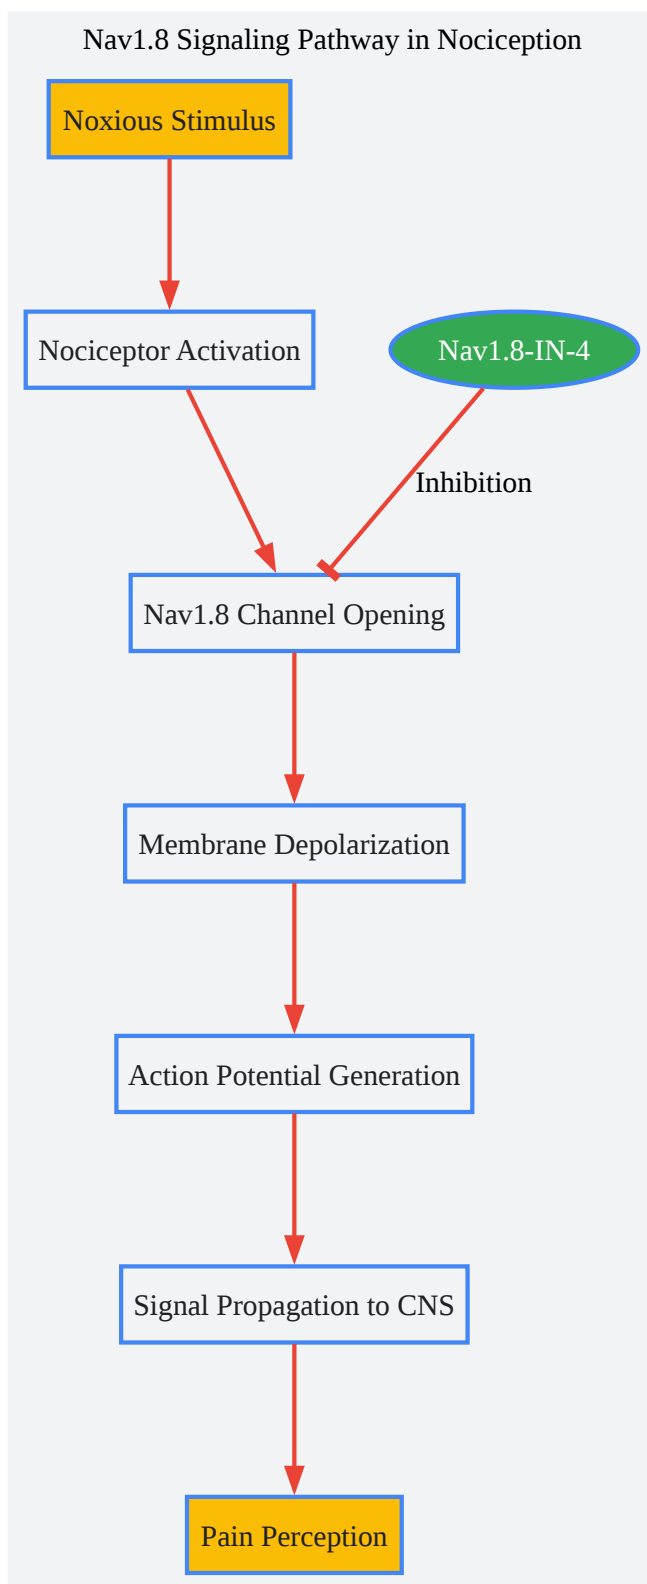 Nav1.8 Signaling Pathway in Nociception
Noxious Stimulus
Nociceptor Activation
Nav1.8-IN-4
Inhibition
Nav1.8 Channel Opening
Membrane Depolarization
Action Potential Generation
Signal Propagation to CNS
Pain Perception